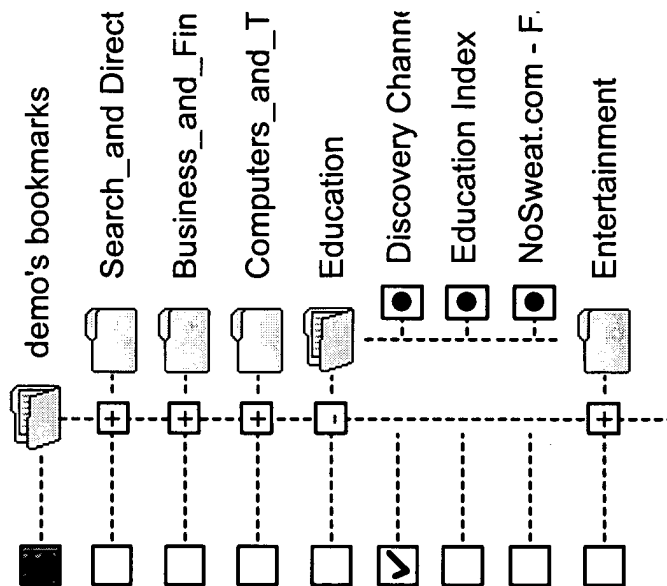 demo's bookmarks
Search_and Direct
Business_and_Fin
Computers_and_T
Education
Discovery Channe
Education Index
NoSweat.com - F.
Entertainment